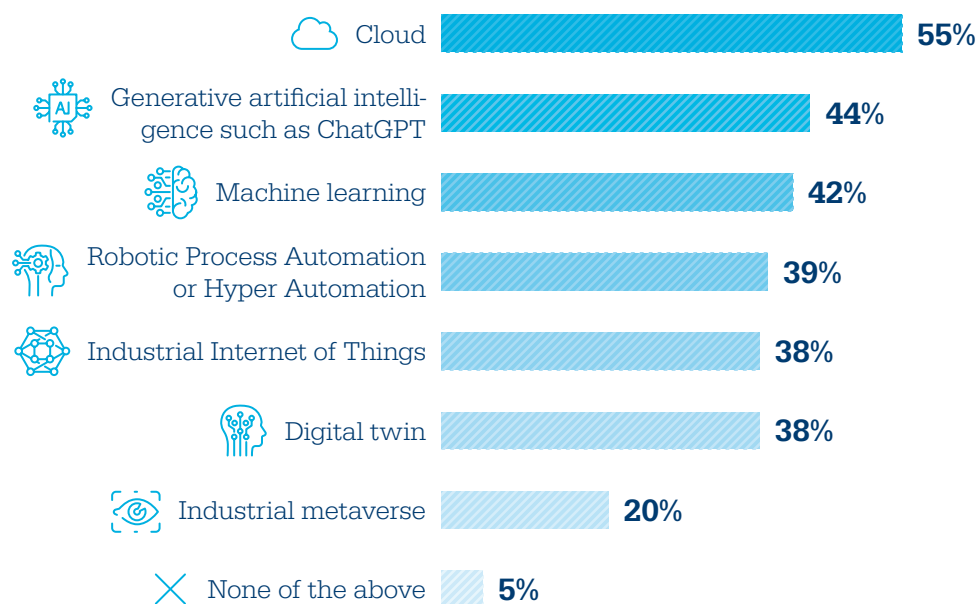 Cloud 55%
AI
Generative artificial intelli-
gence such as ChatGPT 44%
Machine learning 42%
Robotic Process Automation
or Hyper Automation 39%
Industrial Internet of Things 38%
Digital twin 38%
Industrial metaverse 20%
None of the above 5%